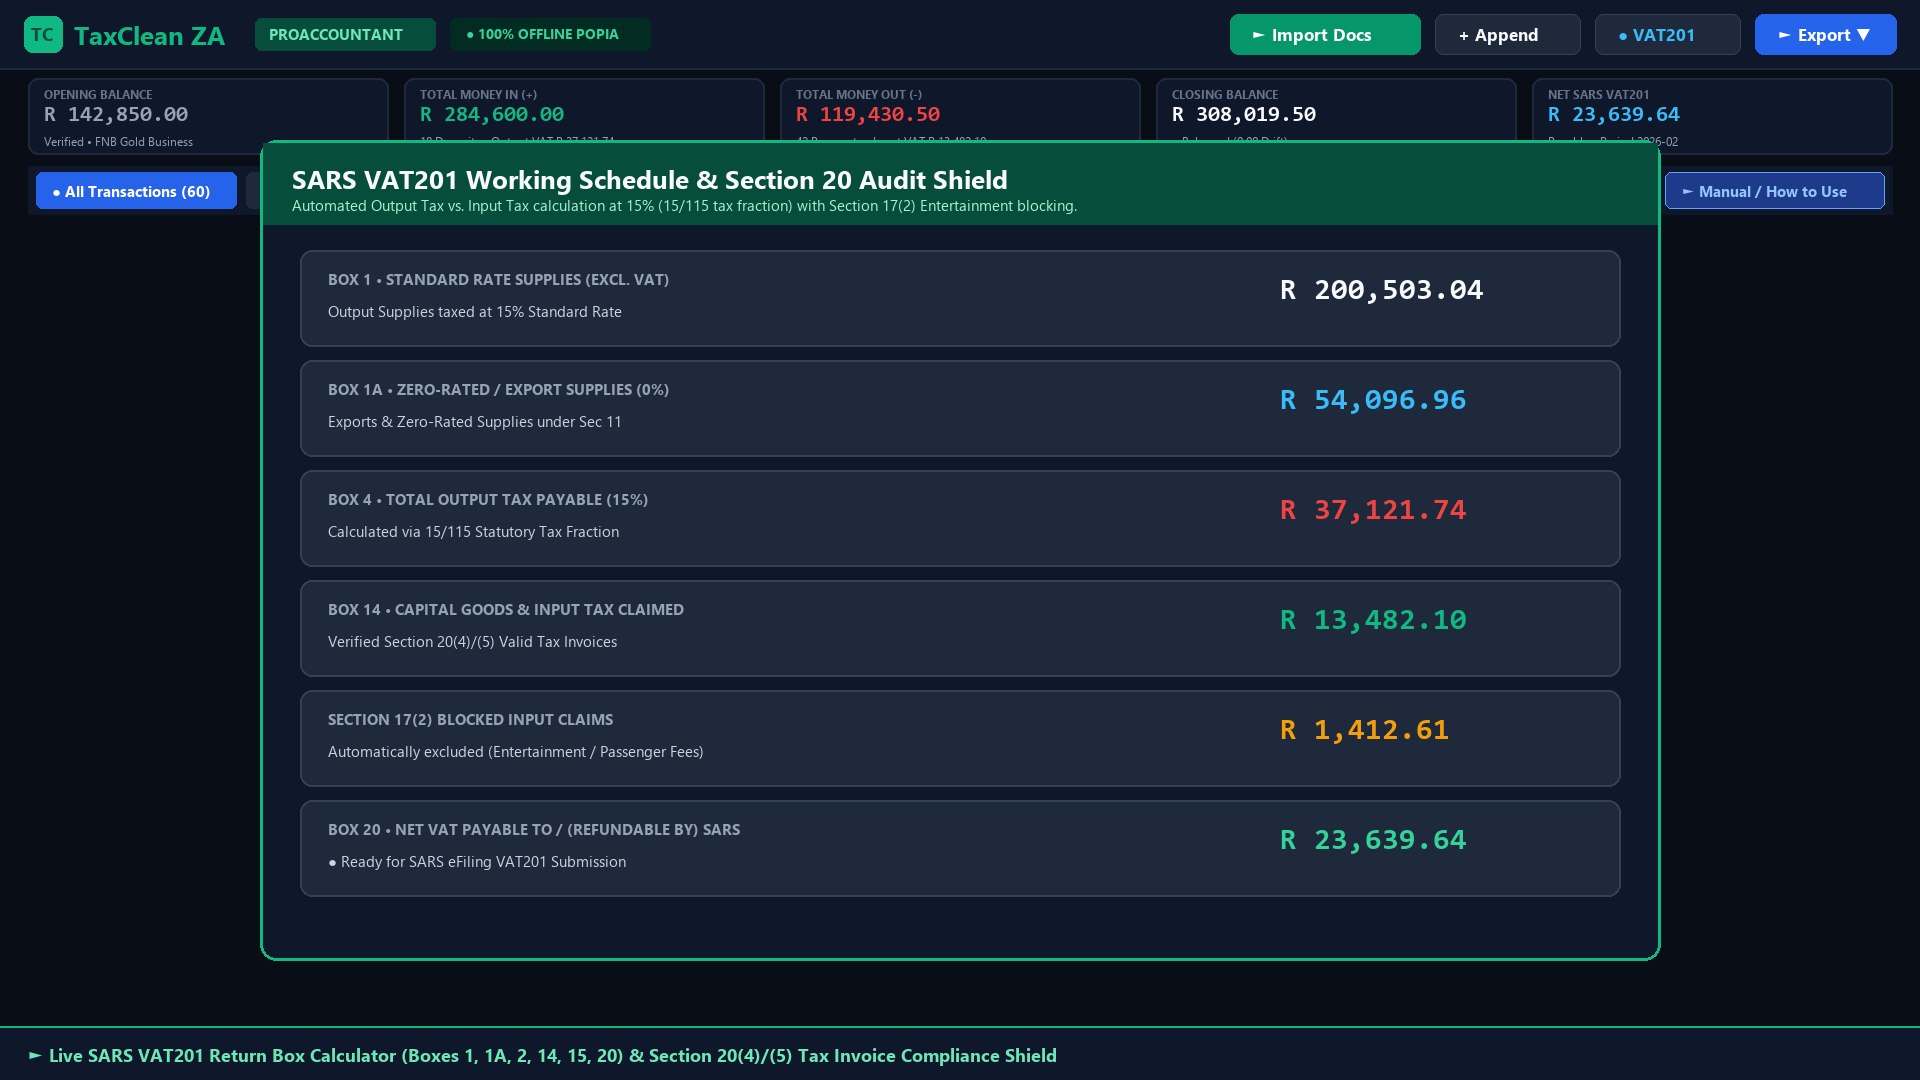 TC TaxClean ZA PROACCOUNTANT ● 100% OFFLINE POPIA ► Import Docs + Append ● VAT201 ► Export ▼
OPENING BALANCE
R 142,850.00
Verified • FNB Gold Business
TOTAL MONEY IN (+)
R 284,600.00
TOTAL MONEY OUT (-)
R 119,430.50
CLOSING BALANCE
R 308,019.50
NET SARS VAT201
R 23,639.64
● All Transactions (60)
► Manual / How to Use
SARS VAT201 Working Schedule & Section 20 Audit Shield
Automated Output Tax vs. Input Tax calculation at 15% (15/115 tax fraction) with Section 17(2) Entertainment blocking.
BOX 1 • STANDARD RATE SUPPLIES (EXCL. VAT)
R 200,503.04
Output Supplies taxed at 15% Standard Rate
BOX 1A • ZERO-RATED / EXPORT SUPPLIES (0%)
R 54,096.96
Exports & Zero-Rated Supplies under Sec 11
BOX 4 • TOTAL OUTPUT TAX PAYABLE (15%)
R 37,121.74
Calculated via 15/115 Statutory Tax Fraction
BOX 14 • CAPITAL GOODS & INPUT TAX CLAIMED
R 13,482.10
Verified Section 20(4)/(5) Valid Tax Invoices
SECTION 17(2) BLOCKED INPUT CLAIMS
R 1,412.61
Automatically excluded (Entertainment / Passenger Fees)
BOX 20 • NET VAT PAYABLE TO / (REFUNDABLE BY) SARS
R 23,639.64
● Ready for SARS eFiling VAT201 Submission
► Live SARS VAT201 Return Box Calculator (Boxes 1, 1A, 2, 14, 15, 20) & Section 20(4)/(5) Tax Invoice Compliance Shield